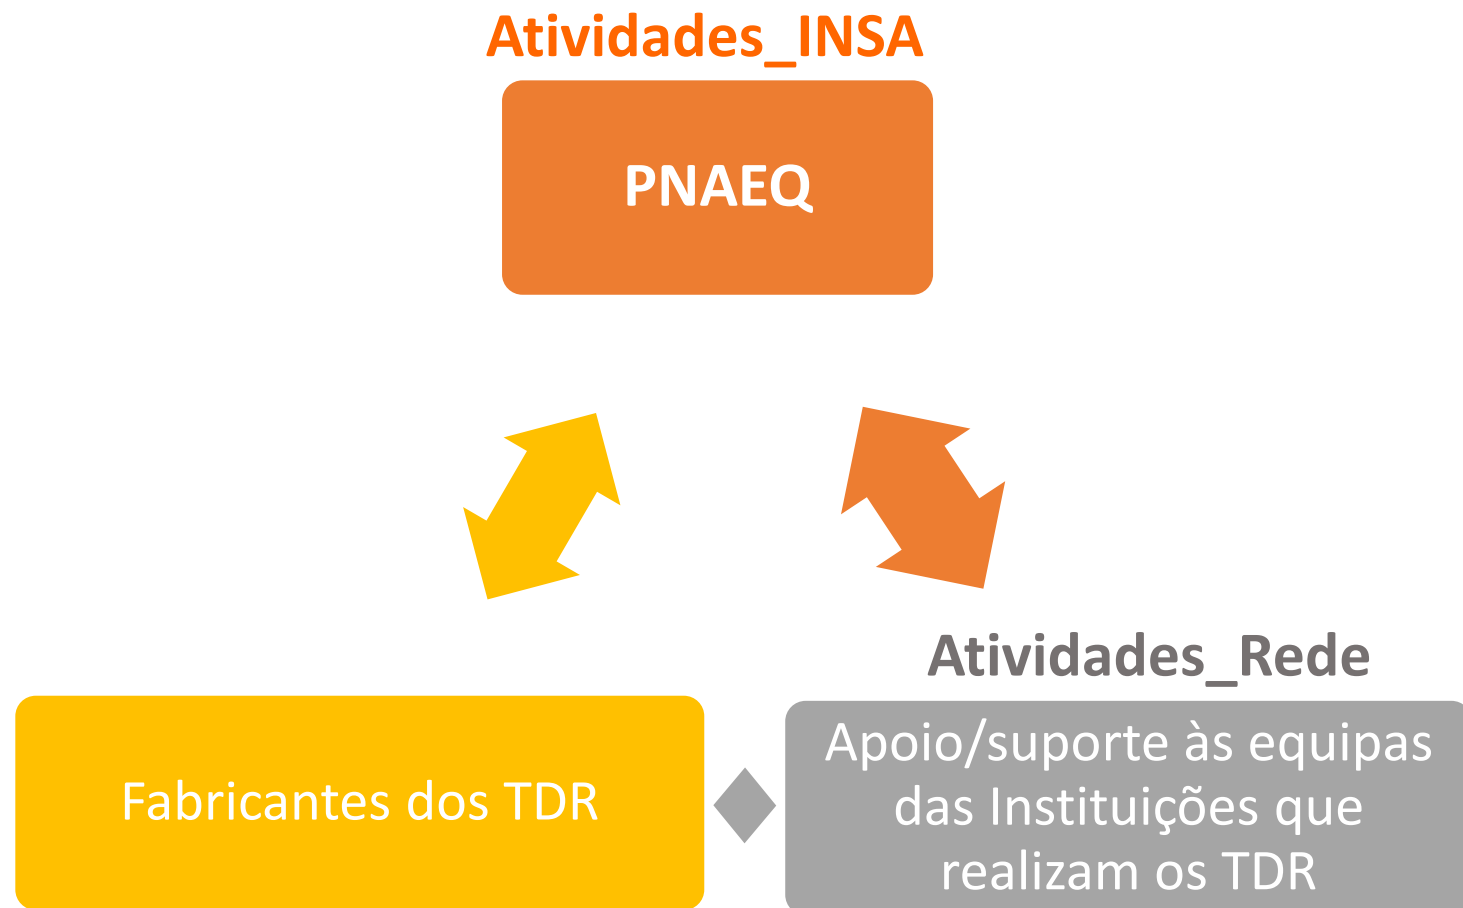 Atividades_INSA
PNAEQ
Atividades_Rede
Fabricantes dos TDR
Apoio/suporte às equipas
das Instituições que
realizam os TDR